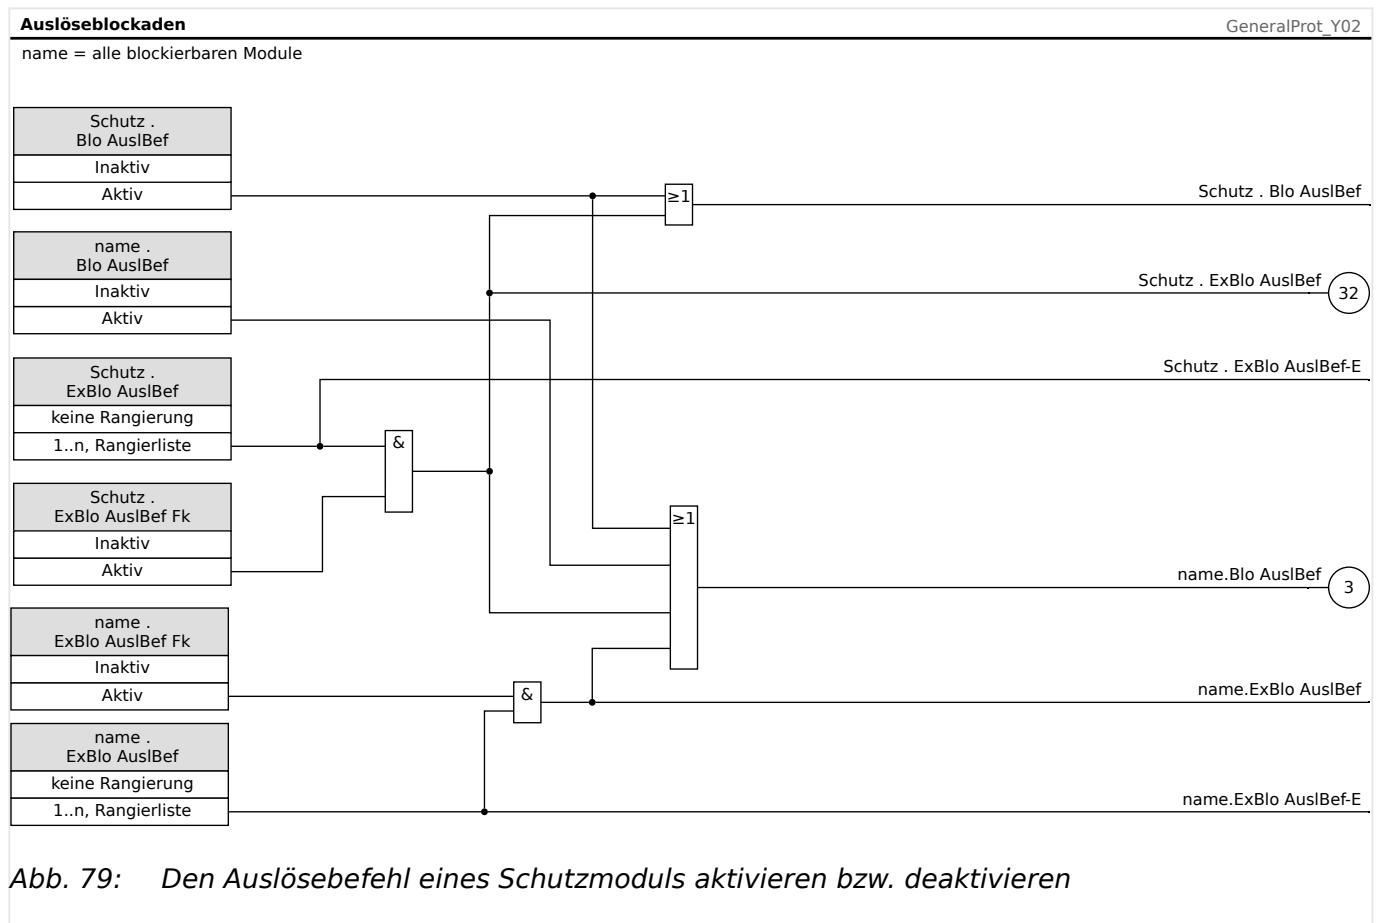 Auslöseblockaden
GeneralProt_Y02
name = alle blockierbaren Module
Schutz .
Blo AuslBef
Inaktiv
Aktiv
≥1
Schutz . Blo AuslBef
name .
Blo AuslBef
Inaktiv
Aktiv
Schutz . ExBlo AuslBef
32
Schutz .
ExBlo AuslBef
keine Rangierung
1..n, Rangierliste
&
Schutz . ExBlo AuslBef-E
Schutz .
ExBlo AuslBef Fk
Inaktiv
Aktiv
≥1
name.Blo AuslBef
3
name .
ExBlo AuslBef Fk
Inaktiv
Aktiv
&
name.ExBlo AuslBef
name .
ExBlo AuslBef
keine Rangierung
1..n, Rangierliste
name.ExBlo AuslBef-E
Abb. 79: Den Auslösebefehl eines Schutzmoduls aktivieren bzw. deaktivieren